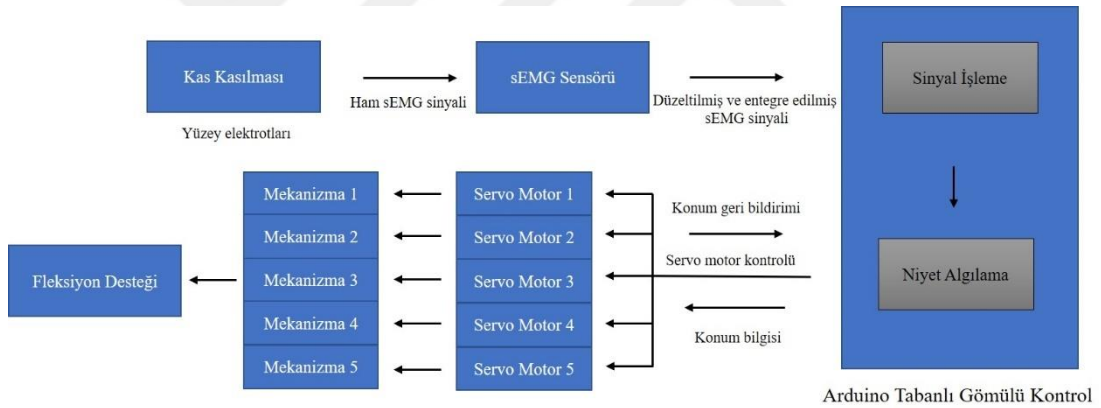 Kas Kasılması
Ham sEMG sinyali
Yüzey elektrotları
sEMG Sensörü
Düzeltilmiş ve entegre edilmiş
sEMG sinyali
Sinyal İşleme
Niyet Algılama
Arduino Tabanlı Gömülü Kontrol
Konum geri bildirimi
Servo motor kontrolü
Konum bilgisi
Servo Motor 1
Servo Motor 2
Servo Motor 3
Servo Motor 4
Servo Motor 5
Mekanizma 1
Mekanizma 2
Mekanizma 3
Mekanizma 4
Mekanizma 5
Fleksiyon Desteği